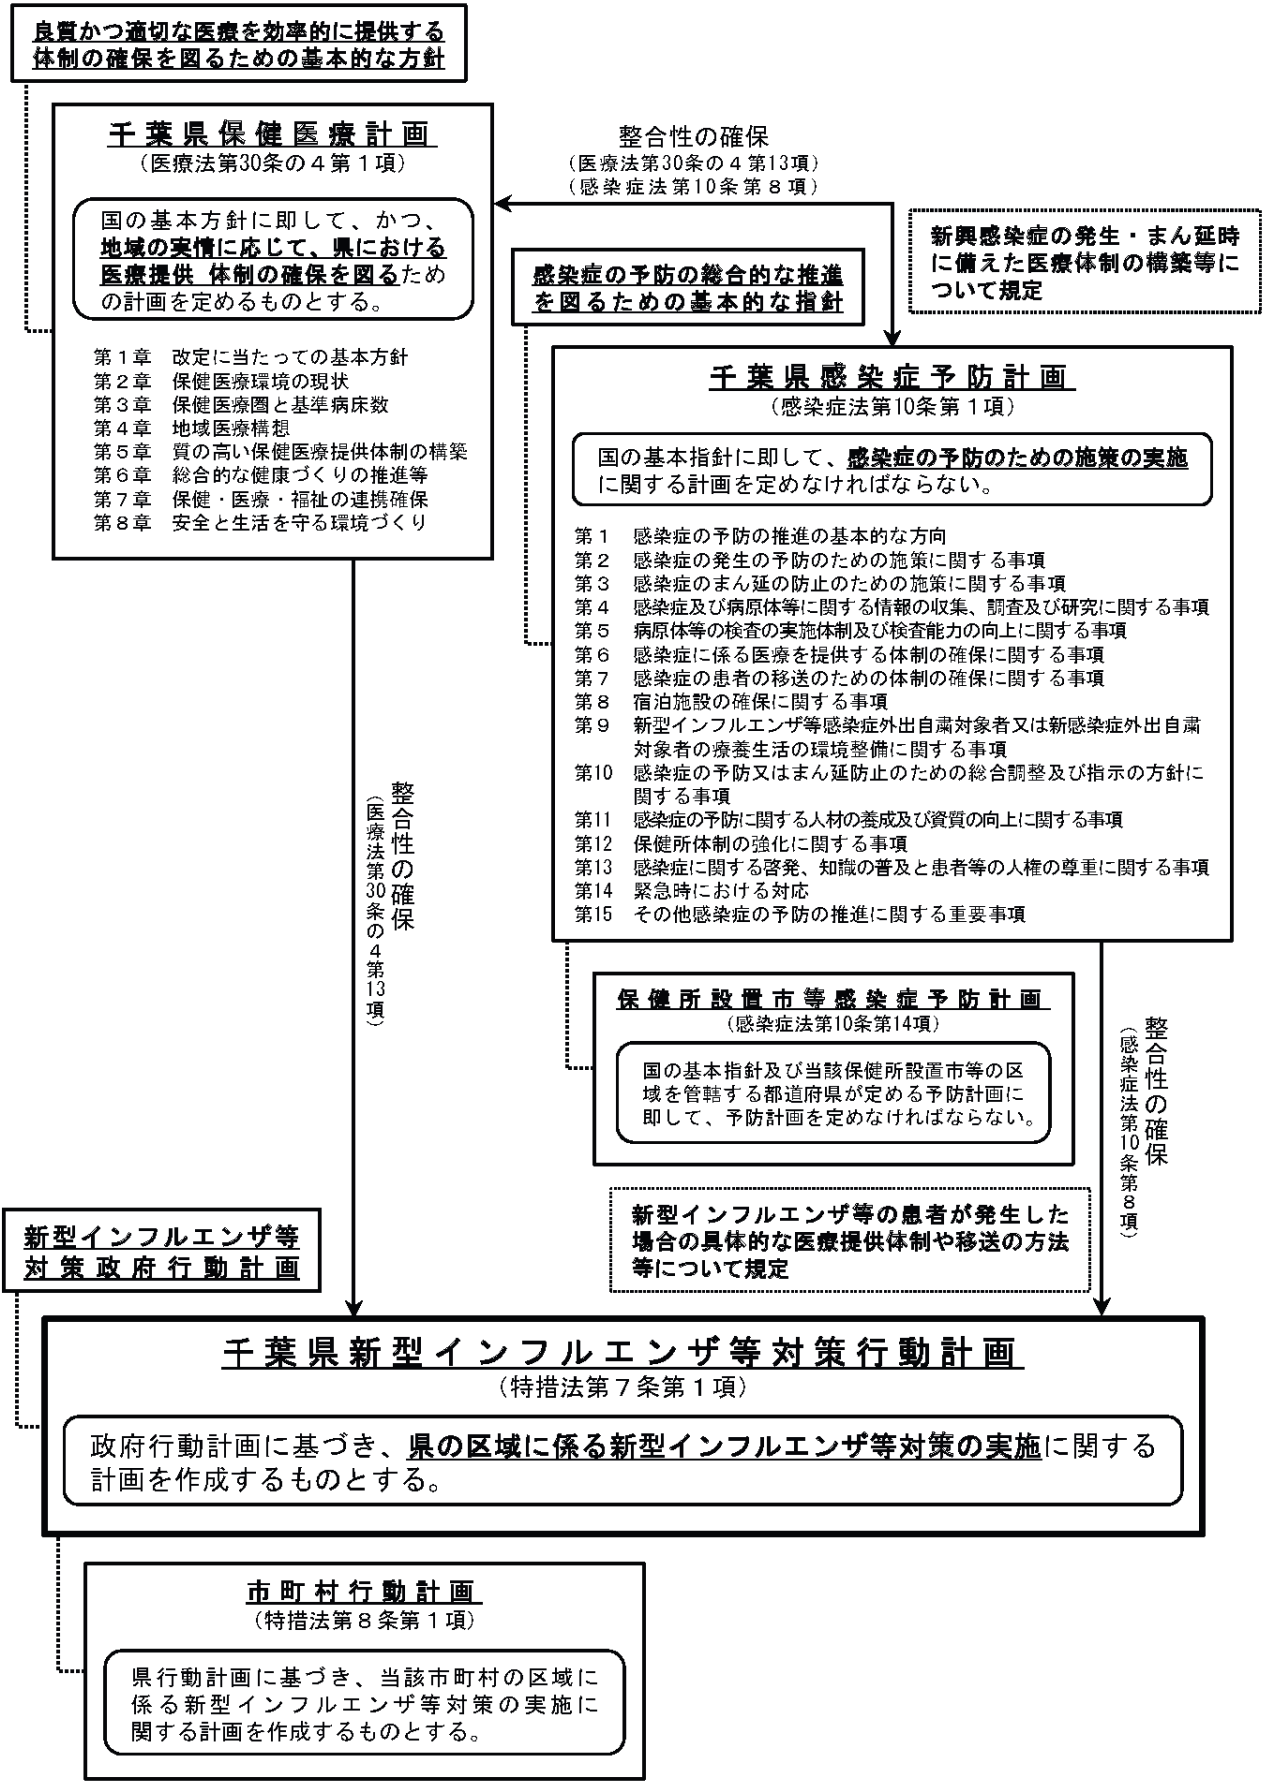 良質かつ適切な医療を効率的に提供する
体制の確保を図るための基本的な方針
千葉県保健医療計画
(医療法第30条の４第１項)
国の基本方針に即して、かつ、
地域の実情に応じて、県における
医療提供 体制の確保を図るため
の計画を定めるものとする。
第１章　改定に当たっての基本方針
第２章　保健医療環境の現状
第３章　保健医療圏と基準病床数
第４章　地域医療構想
第５章　質の高い保健医療提供体制の構築
第６章　総合的な健康づくりの推進等
第７章　保健・医療・福祉の連携確保
第８章　安全と生活を守る環境づくり
整合性の確保
(医療法第30条の４第13項)
(感染症法第10条第８項)
新興感染症の発生・まん延時
に備えた医療体制の構築等に
ついて規定
感染症の予防の総合的な推進
を図るための基本的な指針
千葉県感染症予防計画
(感染症法第10条第１項)
国の基本指針に即して、感染症の予防のための施策の実施
に関する計画を定めなければならない。
第１　感染症の予防の推進の基本的な方向
第２　感染症の発生の予防のための施策に関する事項
第３　感染症のまん延の防止のための施策に関する事項
第４　感染症及び病原体等に関する情報の収集、調査及び研究に関する事項
第５　病原体等の検査の実施体制及び検査能力の向上に関する事項
第６　感染症に係る医療を提供する体制の確保に関する事項
第７　感染症の患者の移送のための体制の確保に関する事項
第８　宿泊施設の確保に関する事項
第９　新型インフルエンザ等感染症外出自粛対象者又は新感染症外出自粛
対象者の療養生活の環境整備に関する事項
第10　感染症の予防又はまん延防止のための総合調整及び指示の方針に
関する事項
第11　感染症の予防に関する人材の養成及び資質の向上に関する事項
第12　保健所体制の強化に関する事項
第13　感染症に関する啓発、知識の普及と患者等の人権の尊重に関する事項
第14　緊急時における対応
第15　その他感染症の予防の推進に関する重要事項
整合性の確保
(医療法第30条の４第13項)
保健所設置市等感染症予防計画
(感染症法第10条第14項)
国の基本指針及び当該保健所設置市等の区
域を管轄する都道府県が定める予防計画に
即して、予防計画を定めなければならない。
整合性の確保
(感染症法第10条第８項)
新型インフルエンザ等の患者が発生した
場合の具体的な医療提供体制や移送の方法
等について規定
新型インフルエンザ等
対策政府行動計画
千葉県新型インフルエンザ等対策行動計画
(特措法第７条第１項)
政府行動計画に基づき、県の区域に係る新型インフルエンザ等対策の実施に関する
計画を作成するものとする。
市町村行動計画
(特措法第８条第１項)
県行動計画に基づき、当該市町村の区域に
係る新型インフルエンザ等対策の実施に
関する計画を作成するものとする。